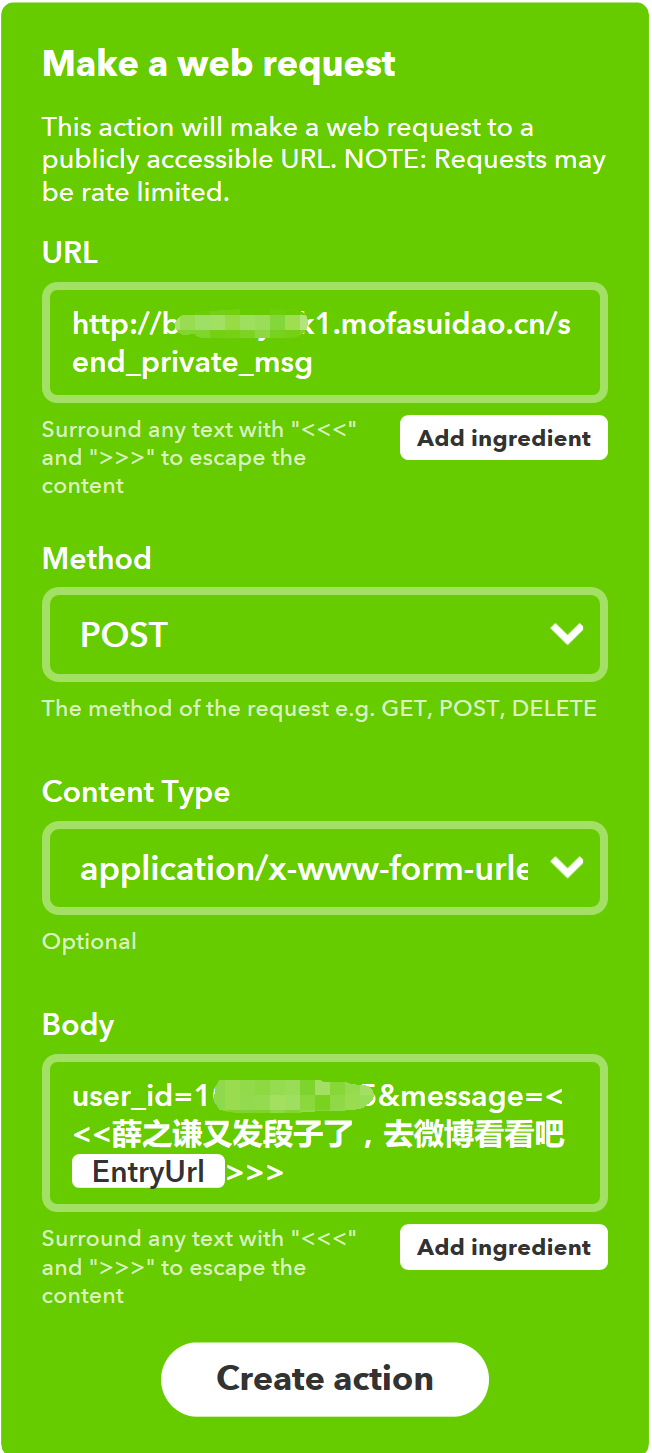 Make a web request
This action will make a web request to a
publicly accessible URL. NOTE: Requests may
be rate limited.
URL
http://b k1.mofasuidao.cn/s
end_private_msg
Surround any text with "<<<"
and ">>>" to escape the
content
Add ingredient
Method
POST
The method of the request e.g. GET, POST, DELETE
Content Type
application/x-www-form-urle
Optional
Body
user_id=1 5&message=<
<<薛之谦又发段子了，去微博看看吧
EntryUrl >>>
Surround any text with "<<<"
and ">>>" to escape the
content
Add ingredient
Create action